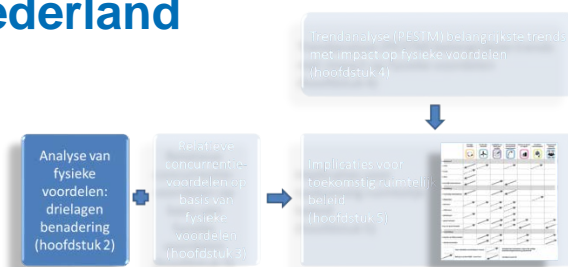 ederland
Trendanalyse (PESTM) belangrijkste trends
met impact op fysieke voordelen
(hoofdstuk 4)
Analyse van
fysieke
voordelen:
drielagen
benadering
(hoofdstuk 2)
Relatieve
concurrentie-
voordelen op
basis van
fysieke
voordelen
(hoofdstuk 3)
Implicaties voor
toekomstig ruimtelijk
beleid
(hoofdstuk 5)